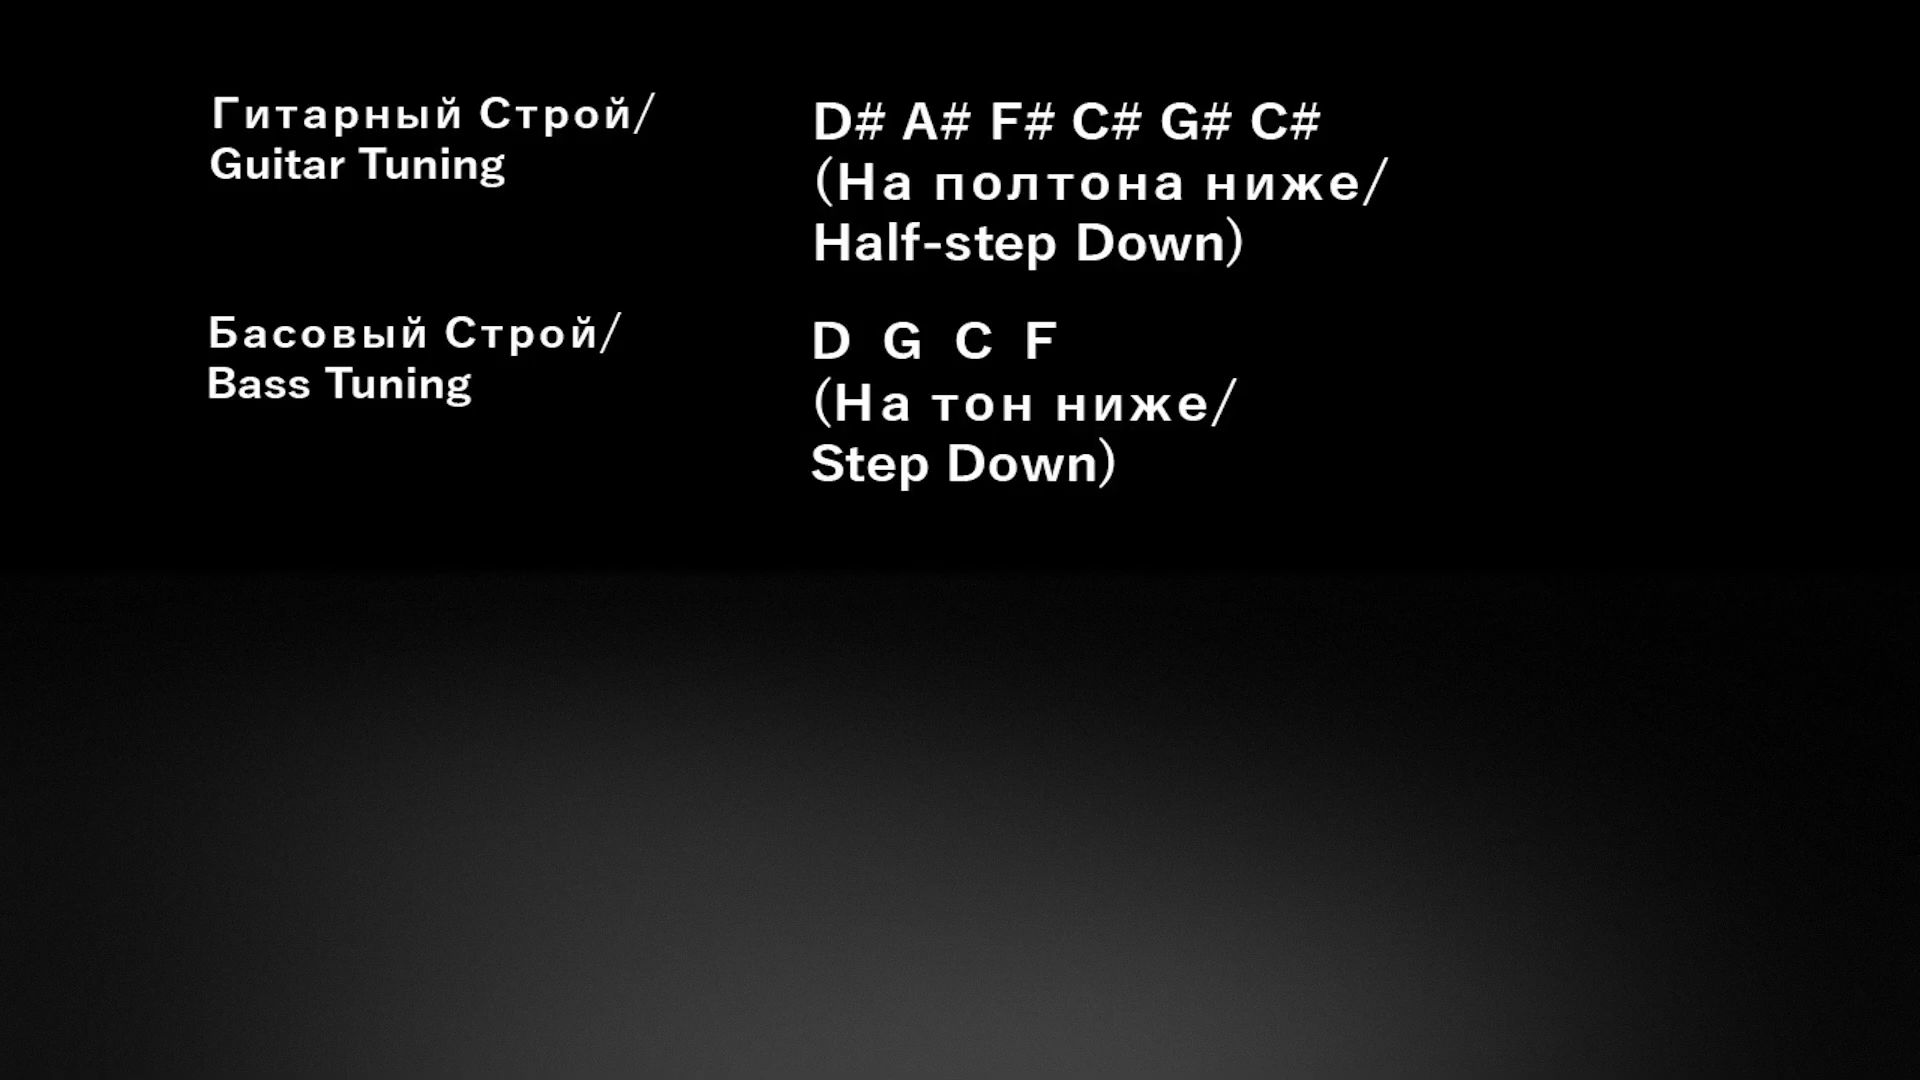 Гитарный Строй/
Guitar Tuning
D# A# F# C# G# C#
(На полтона ниже/
Half-step Down)
Басовый Строй/
Bass Tuning
D G C F
(На тон ниже/
Step Down)